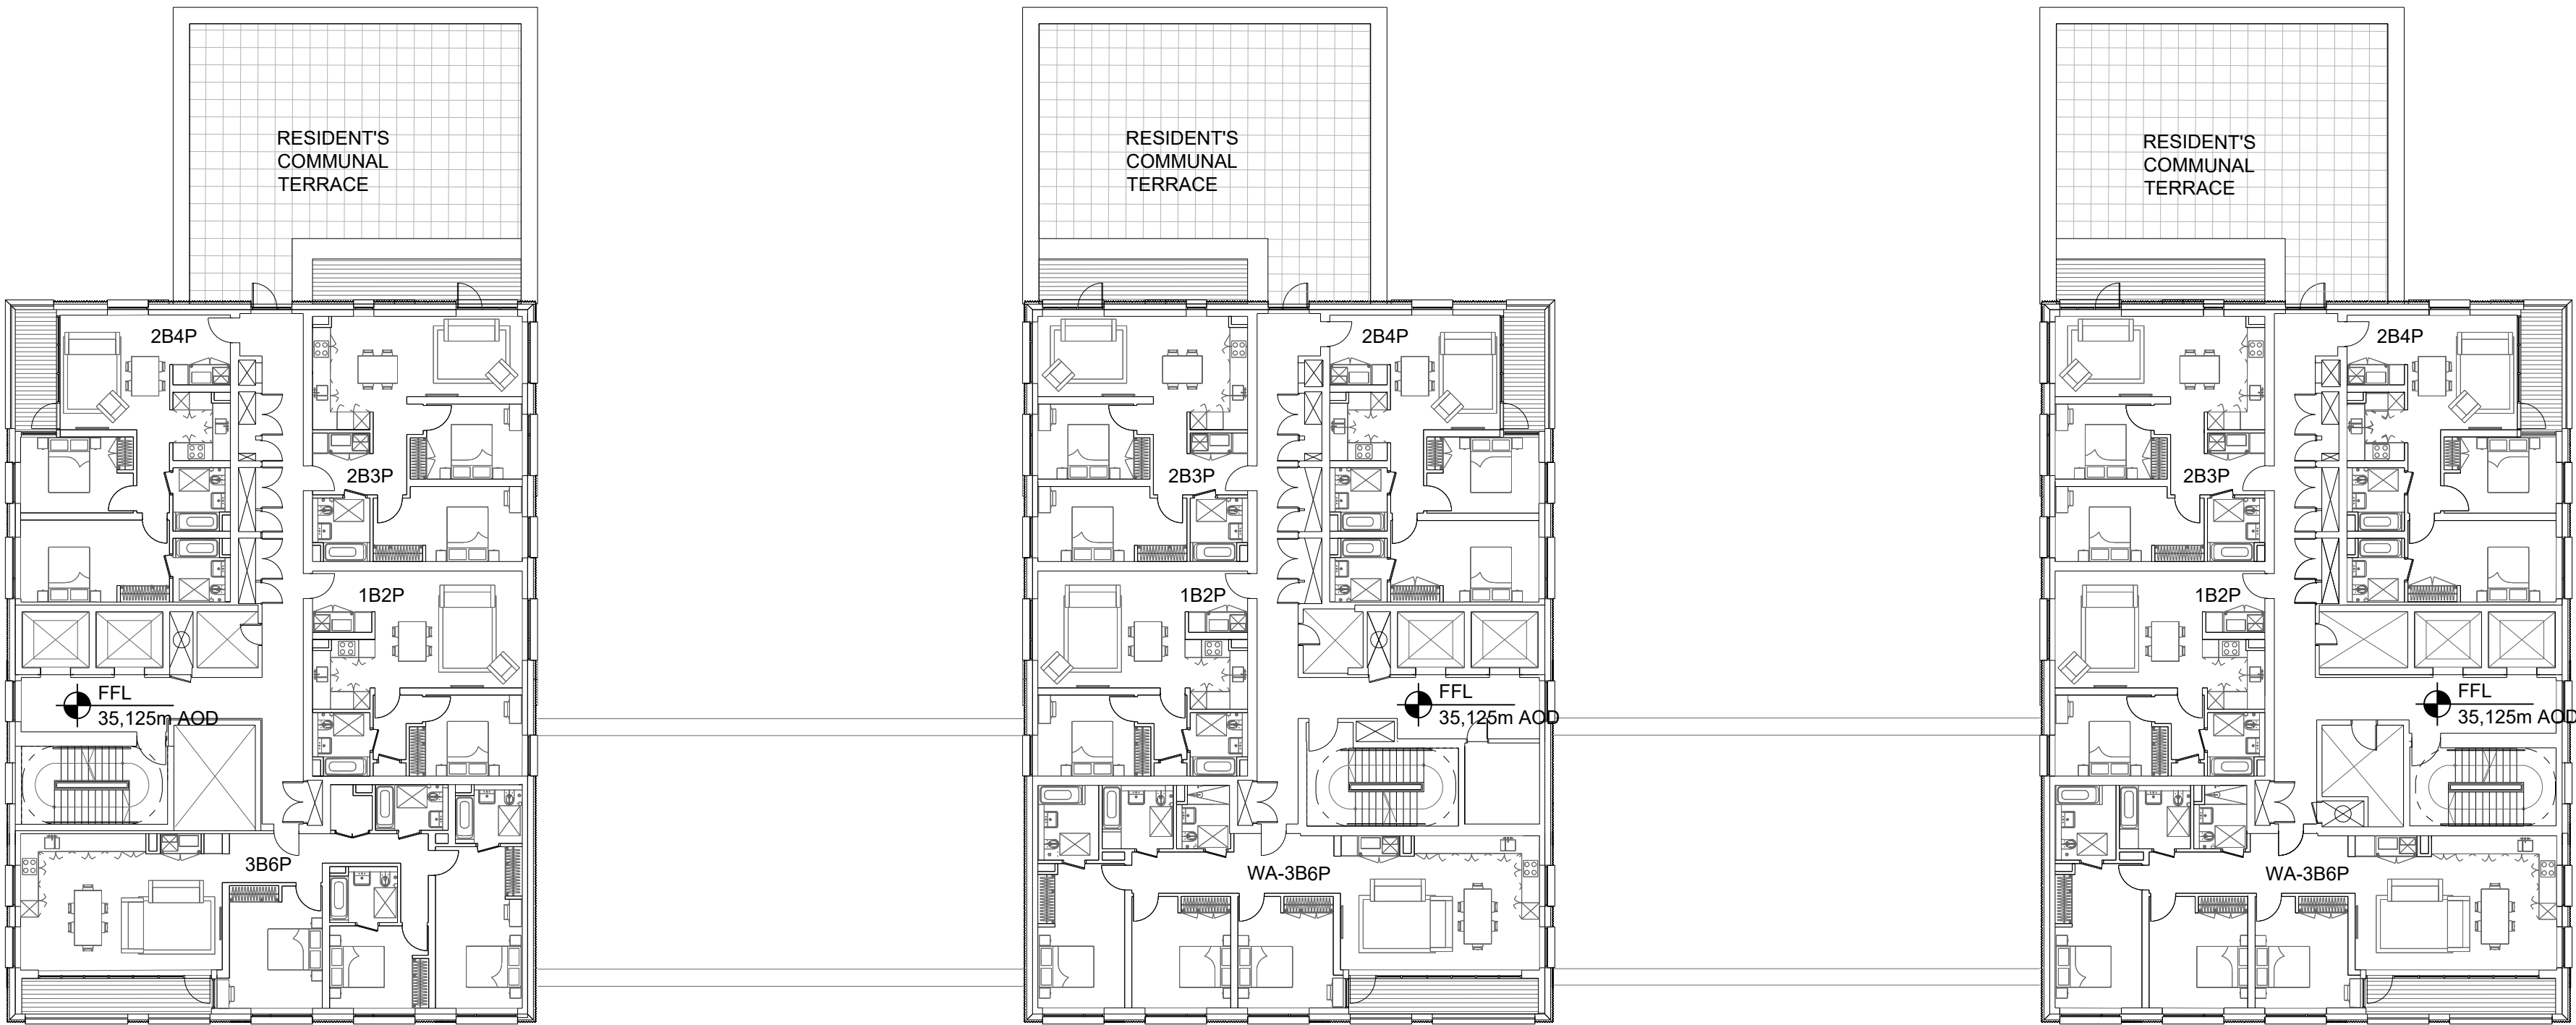 RESIDENT'S
COMMUNAL
TERRACE
2B4P
2B3P
1B2P
FFL
35,125m AOD
3B6P
RESIDENT'S
COMMUNAL
TERRACE
2B4P
2B3P
1B2P
FFL
35,125m AOD
WA-3B6P
RESIDENT'S
COMMUNAL
TERRACE
2B4P
2B3P
1B2P
FFL
35,125m AOD
WA-3B6P